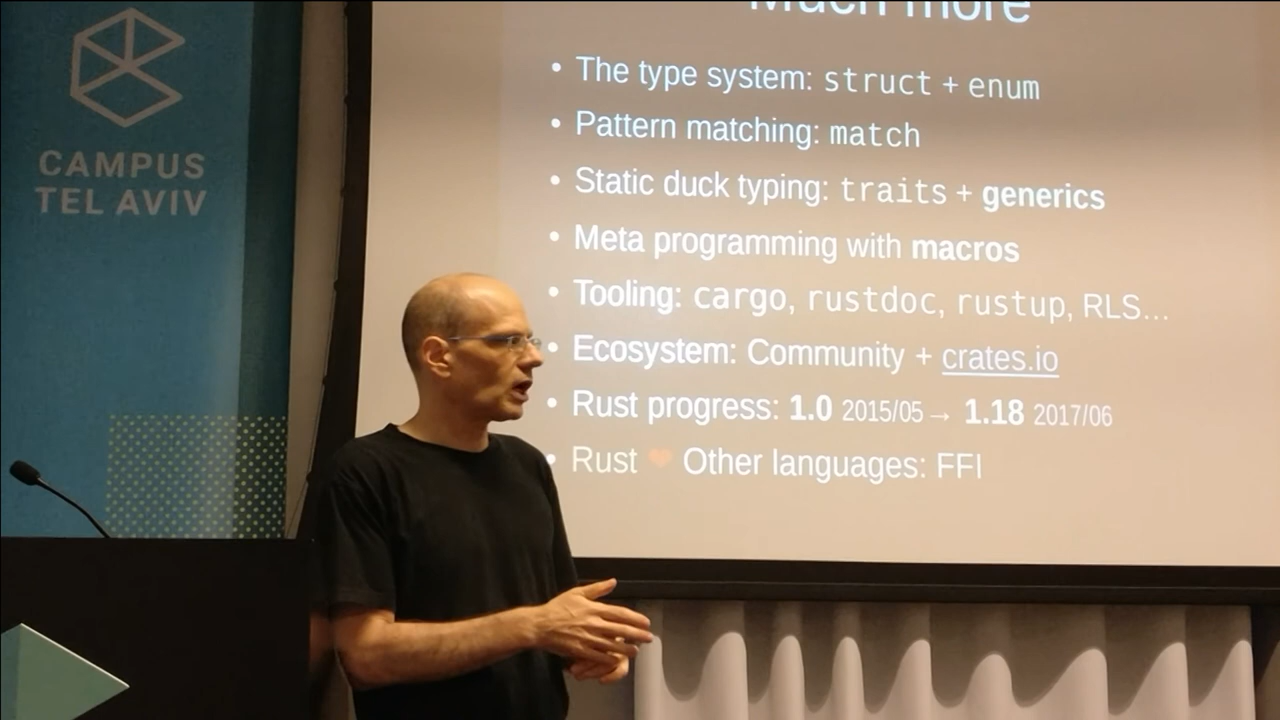 CAMPUS
TEL AVIV
Much more
• The type system: struct + enum
• Pattern matching: match
• Static duck typing: traits + generics
• Meta programming with macros
• Tooling: cargo, rustdoc, rustup, RLS...
• Ecosystem: Community + crates.io
• Rust progress: 1.0 2015/05 → 1.18 2017/06
• Rust ❤ Other languages: FFI